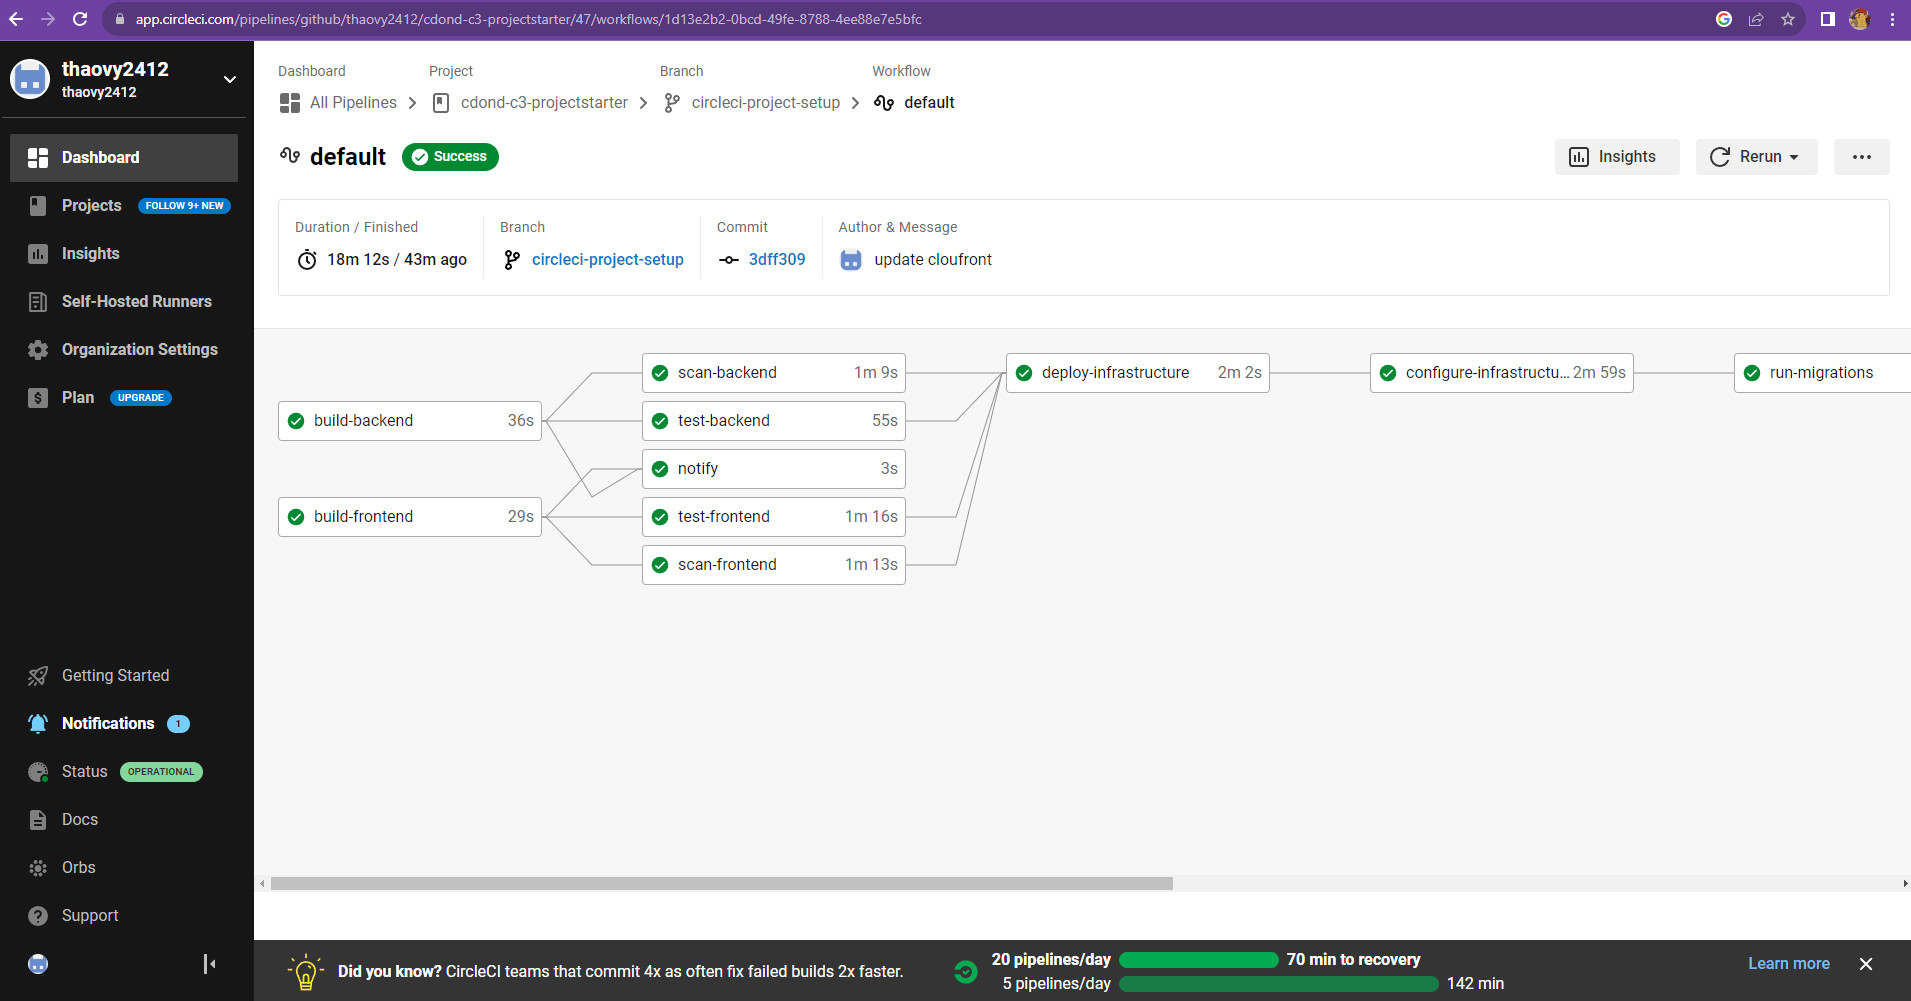 app.circleci.com/pipelines/github/thaovy2412/cdond-c3-projectstarter/47/workflows/1d13e2b2-0bcd-49fe-8788-4ee88e7e5bfc
thaovy2412
thaovy2412
Dashboard
Projects FOLLOW 9+ NEW
Insights
Self-Hosted Runners
Organization Settings
Plan UPGRADE
Getting Started
Notifications 1
Status OPERATIONAL
Docs
Orbs
Support
Dashboard Project Branch Workflow
All Pipelines cdond-c3-projectstarter circleci-project-setup default
default Success Insights Rerun
Duration / Finished Branch Commit Author & Message
18m 12s / 43m ago circleci-project-setup 3dff309 update cloufront
scan-backend 1m 9s deploy-infrastructure 2m 2s configure-infrastructu... 2m 59s run-migrations
build-backend 36s test-backend 55s
notify 3s
build-frontend 29s test-frontend 1m 16s
scan-frontend 1m 13s
Did you know? CircleCI teams that commit 4x as often fix failed builds 2x faster.
20 pipelines/day 70 min to recovery
5 pipelines/day 142 min
Learn more